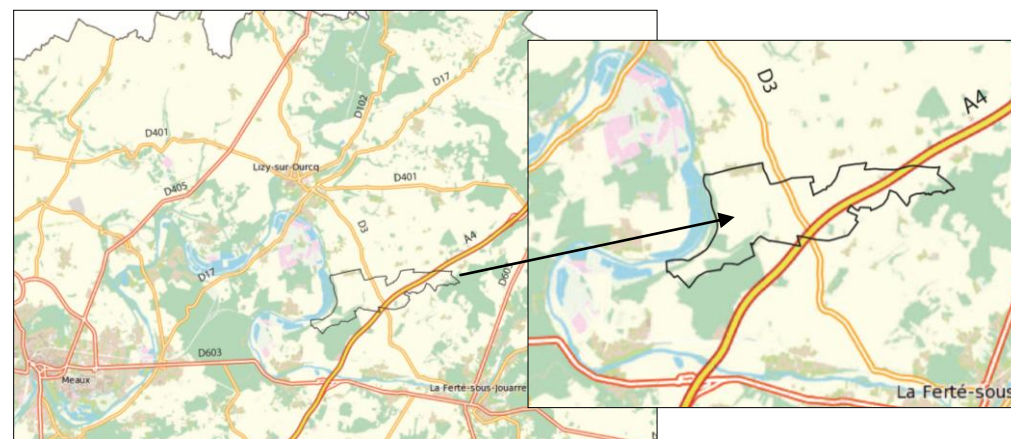 D17
D102
D401
Lizy-sur-Ourcq
D405
D401
D3
A4
D17
D603
Meaux
La Ferté-sous-Jouarre
D3
A4
La Ferté-sous